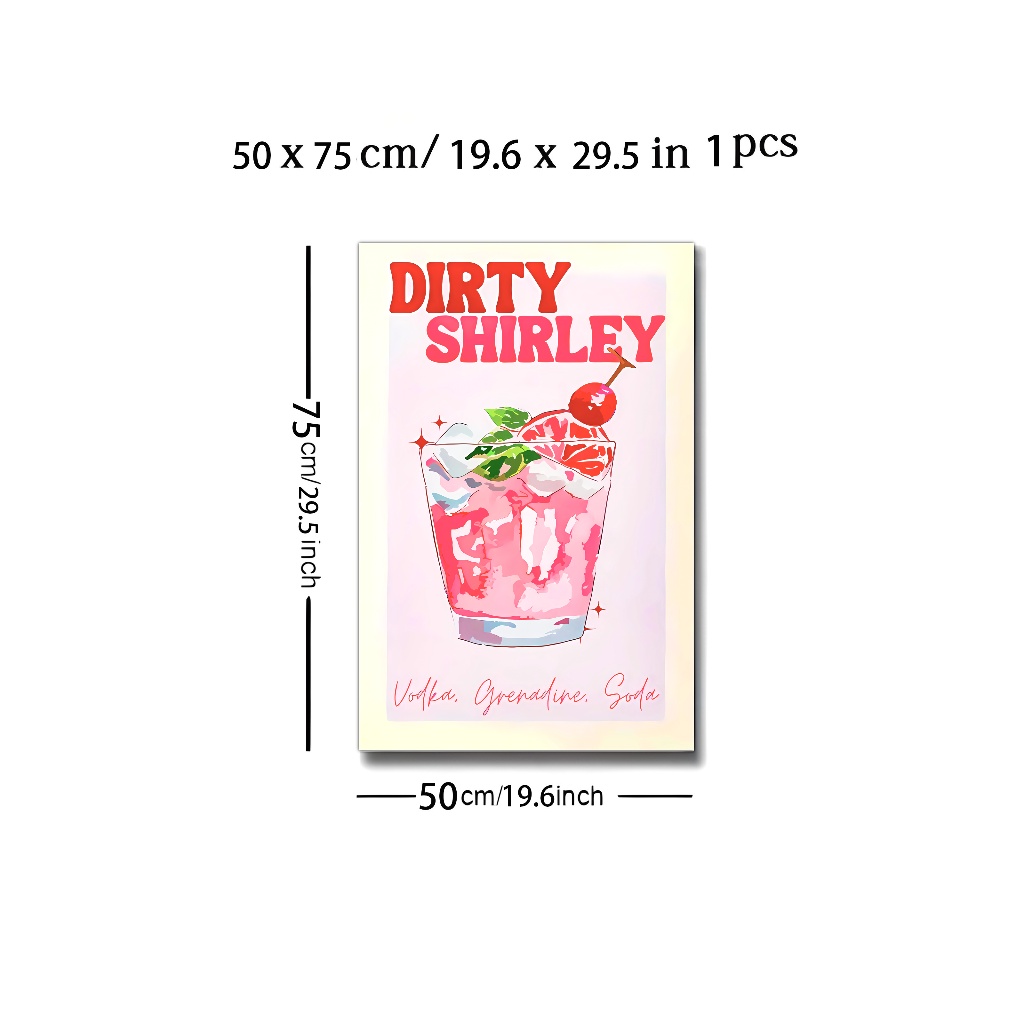 50 x 75 cm/ 19.6 x 29.5 in 1 pcs
DIRTY
SHIRLEY
75cm/29.5inch
Vodka. Grenadine. Soda
50cm/19.6inch